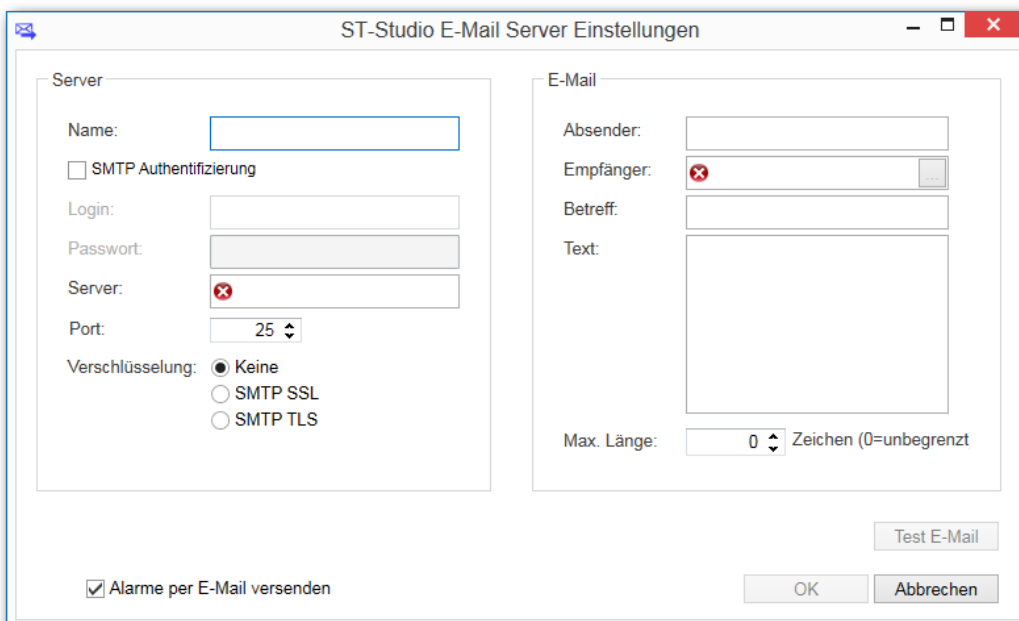 ST-Studio E-Mail Server Einstellungen
Server
Name:
SMTP Authentifizierung
Login:
Passwort:
Server:
Port:
25
Verschlüsselung:
Keine
SMTP SSL
SMTP TLS
E-Mail
Absender:
Empfänger:
...
Betreff:
Text:
Max. Länge:
0
Zeichen (0=unbegrenzt
Test E-Mail
Alarme per E-Mail versenden
OK
Abbrechen